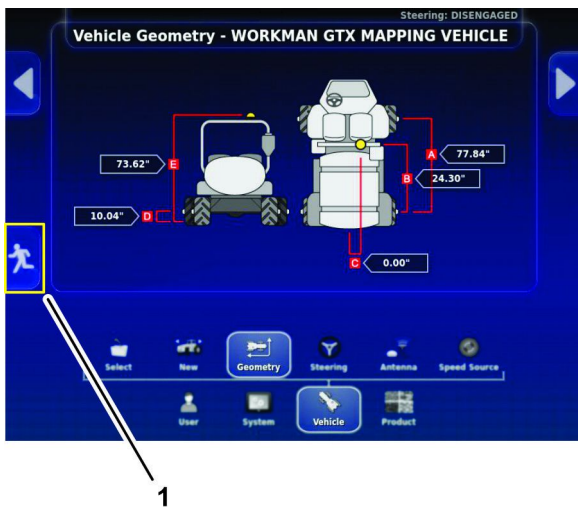 Steering: DISENGAGED
Vehicle Geometry - WORKMAN GTX MAPPING VEHICLE
73.62"
E
A
77.84"
B
24.30"
10.04"
D
C
0.00"
Select New Geometry Steering Antenna Speed Source
User System Vehicle Product
1